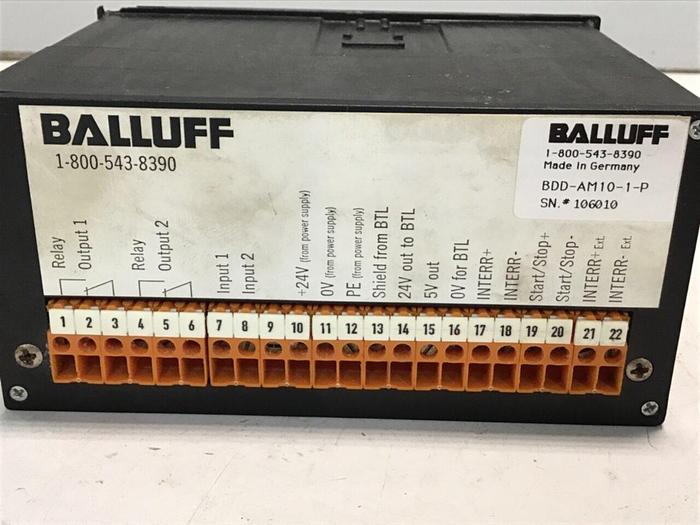 BALLUFF
1-800-543-8390
BALLUFF
1-800-543-8390
Made in Germany
BDD-AM10-1-P
SN.# 106010
Relay
Output 1
Relay
Output 2
Input 1
Input 2
+24V (from power supply)
0V (from power supply)
PE (from power supply)
Shield from BTL
24V out to BTL
5V out
0V for BTL
INTERR+
INTERR-
Start/Stop+
Start/Stop-
INTERR+ Ext.
INTERR- Ext.
1 2 3 4 5 6 7 8 9 10 11 12 13 14 15 16 17 18 19 20 21 22